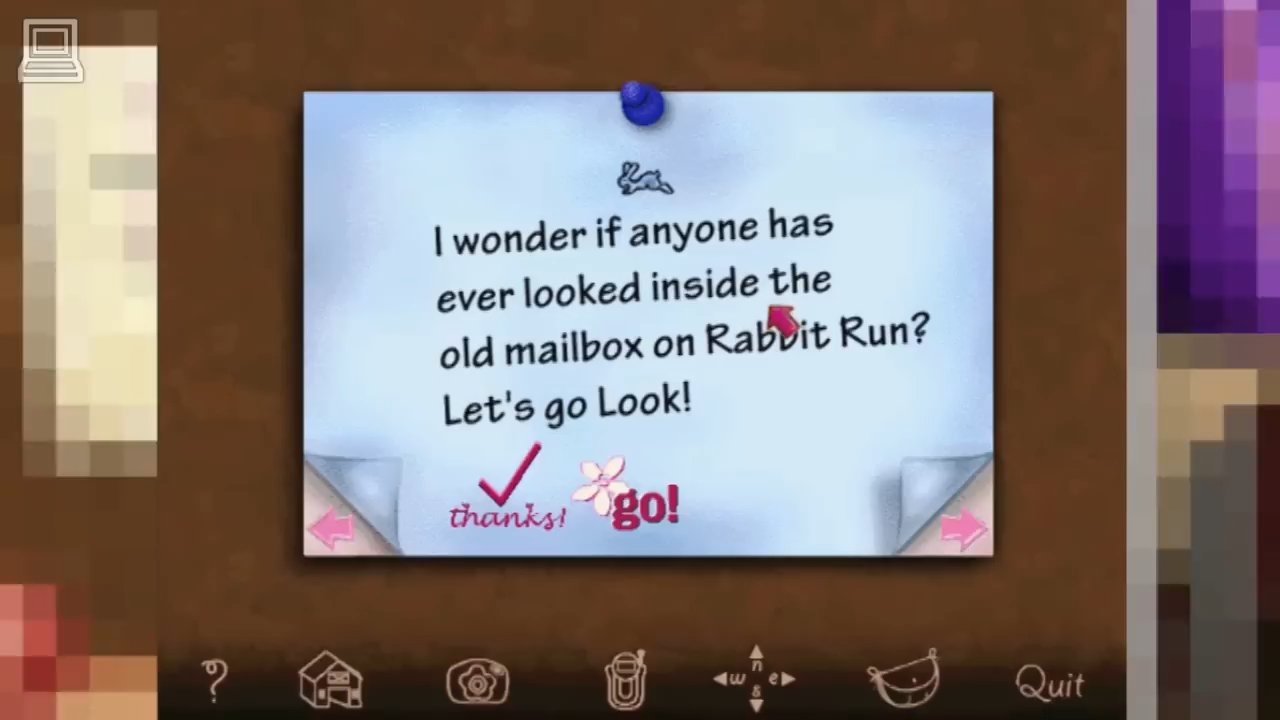 I wonder if anyone has
ever looked inside the
old mailbox on Rabbit Run?
Let's go Look!
thanks!
go!
?
n
w e
s
Quit